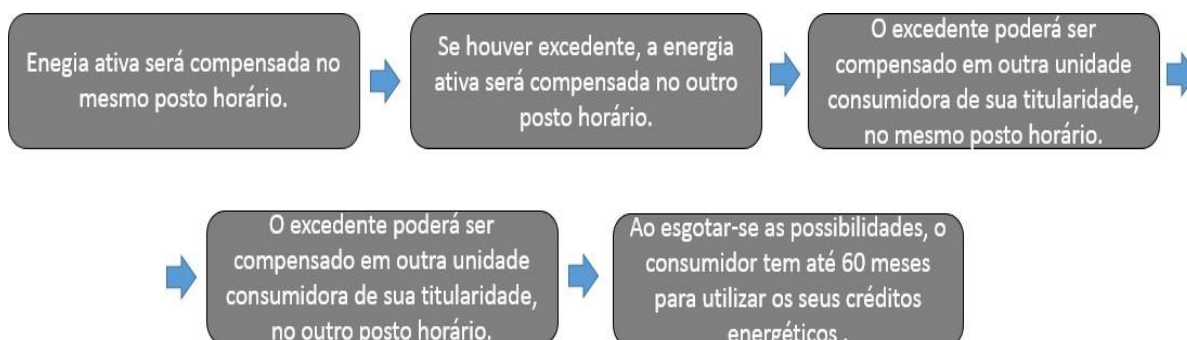 Enegia ativa será compensada no
mesmo posto horário.
Se houver excedente, a energia
ativa será compensada no outro
posto horário.
O excedente poderá ser
compensado em outra unidade
consumidora de sua titularidade,
no mesmo posto horário.
O excedente poderá ser
compensado em outra unidade
consumidora de sua titularidade,
no outro posto horário.
Ao esgotar-se as possibilidades, o
consumidor tem até 60 meses
para utilizar os seus créditos
energéticos .